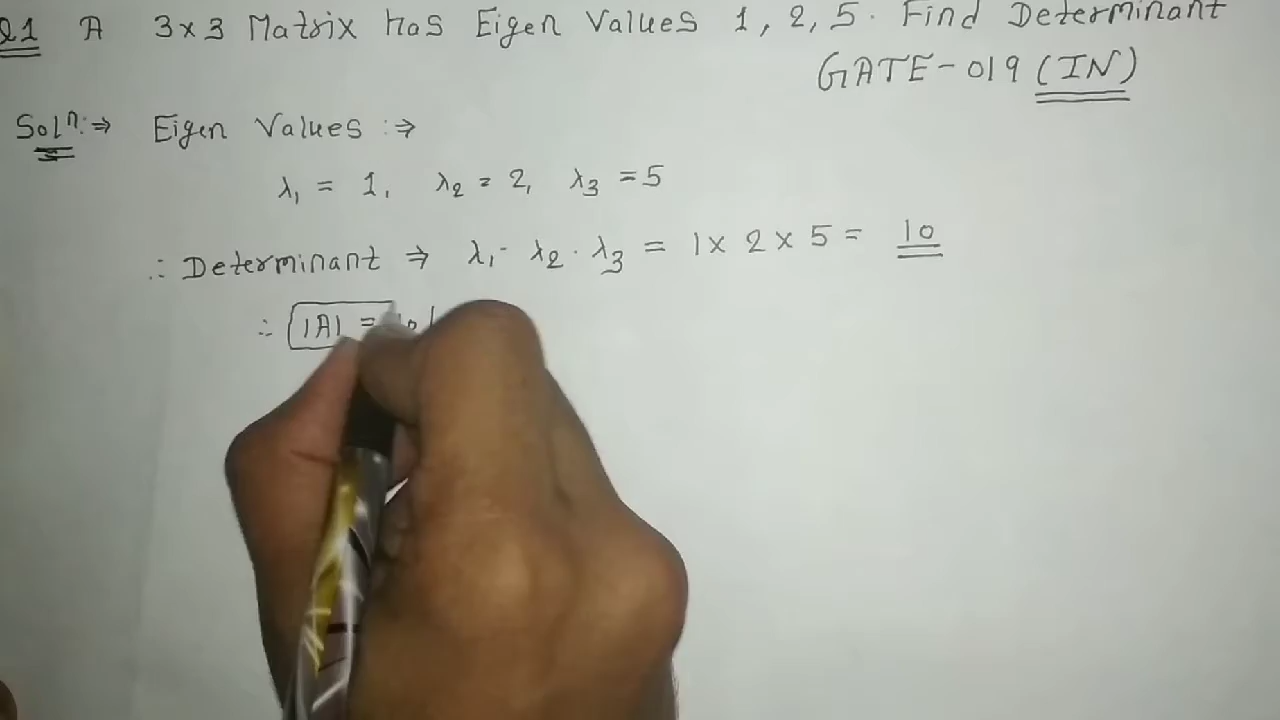 Q1 A 3x3 Matrix has Eigen Values 1, 2, 5. Find Determinant
GATE-019 (IN)
Solⁿ:⇒ Eigen Values :⇒
λ₁ = 1, λ₂ = 2, λ₃ = 5
∴ Determinant ⇒ λ₁· λ₂ · λ₃ = 1 x 2 x 5 = 10
∴ |A| = 10